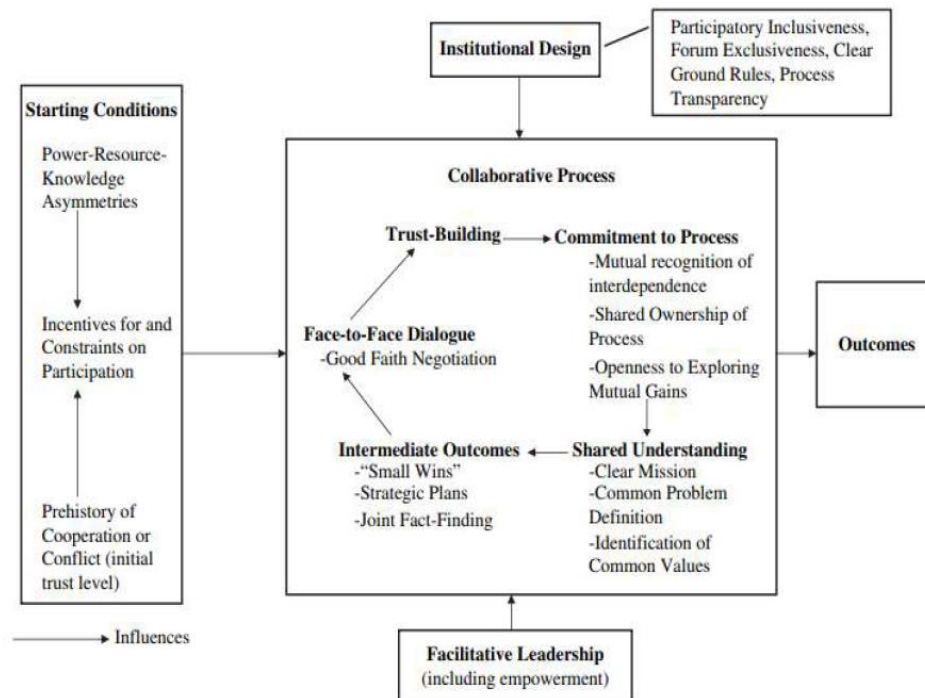 Institutional Design
Participatory Inclusiveness,
Forum Exclusiveness, Clear
Ground Rules, Process
Transparency
Starting Conditions
Power-Resource-
Knowledge
Asymmetries
Incentives for and
Constraints on
Participation
Prehistory of
Cooperation or
Conflict (initial
trust level)
Influences
Collaborative Process
Trust-Building
Commitment to Process
-Mutual recognition of
interdependence
-Shared Ownership of
Process
-Openness to Exploring
Mutual Gains
Face-to-Face Dialogue
-Good Faith Negotiation
Intermediate Outcomes
-“Small Wins”
-Strategic Plans
-Joint Fact-Finding
Shared Understanding
-Clear Mission
-Common Problem
Definition
-Identification of
Common Values
Outcomes
Facilitative Leadership
(including empowerment)